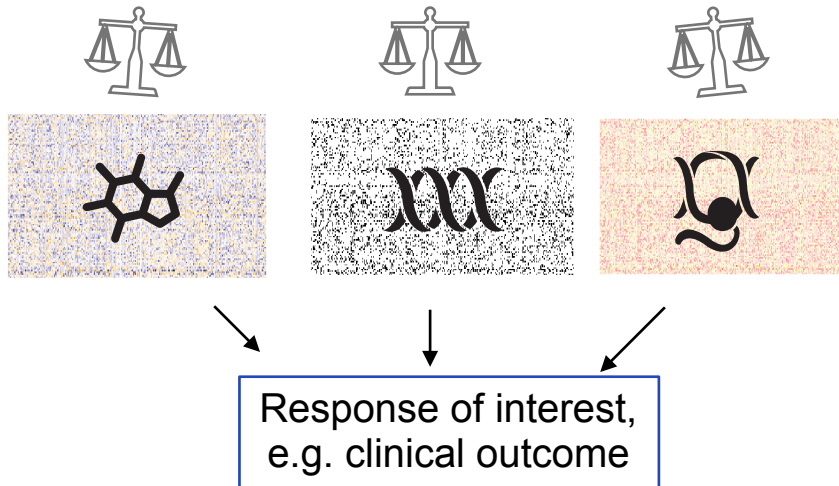 Response of interest,
e.g. clinical outcome